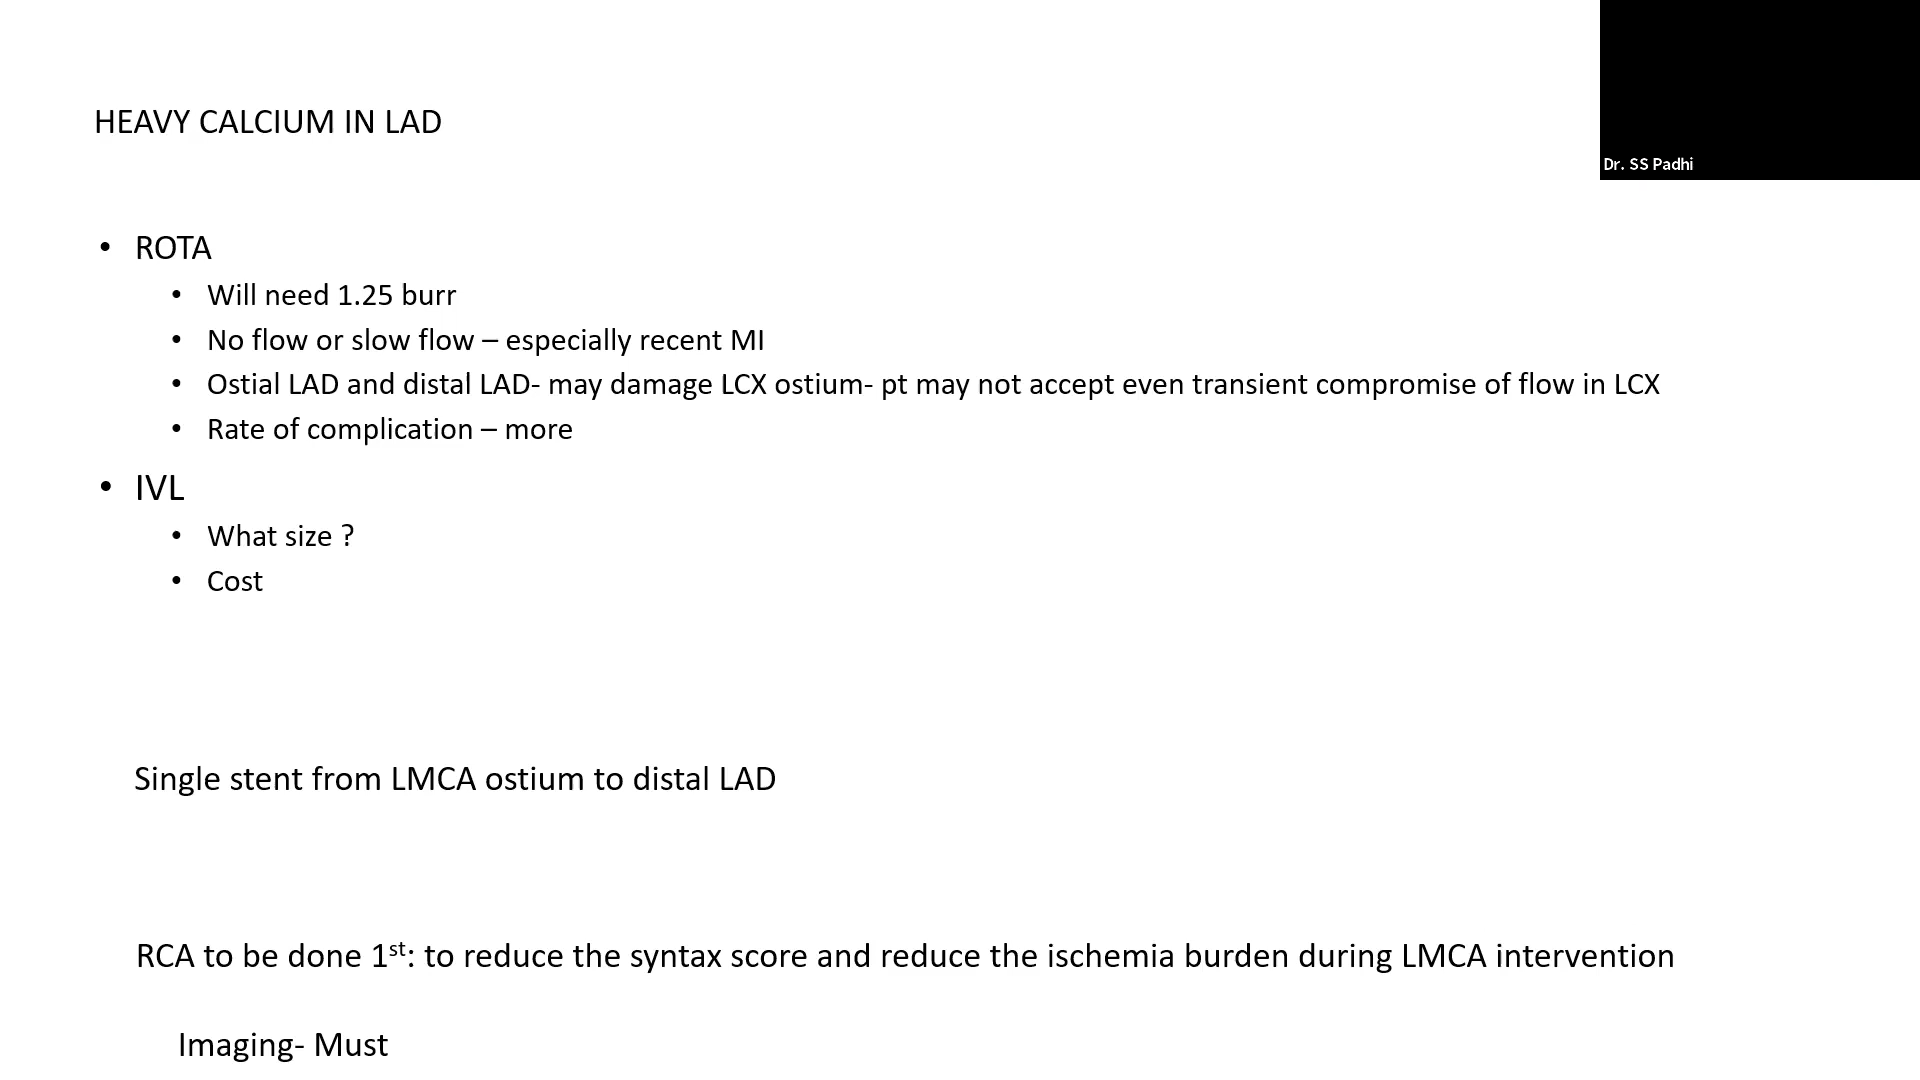 HEAVY CALCIUM IN LAD
Dr. SS Padhi
• ROTA
• Will need 1.25 burr
• No flow or slow flow – especially recent MI
• Ostial LAD and distal LAD- may damage LCX ostium- pt may not accept even transient compromise of flow in LCX
• Rate of complication – more
• IVL
• What size ?
• Cost
Single stent from LMCA ostium to distal LAD
RCA to be done 1st: to reduce the syntax score and reduce the ischemia burden during LMCA intervention
Imaging- Must